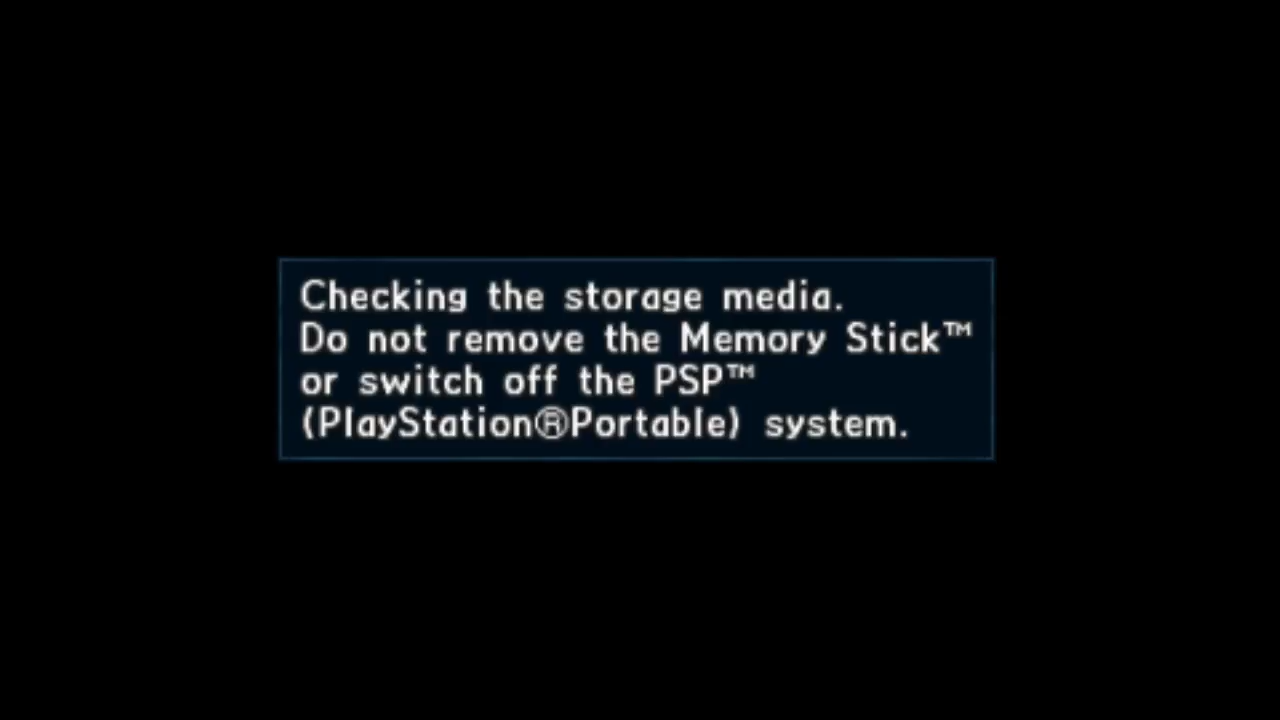 Checking the storage media.
Do not remove the Memory Stick™
or switch off the PSP™
(PlayStation®Portable) system.